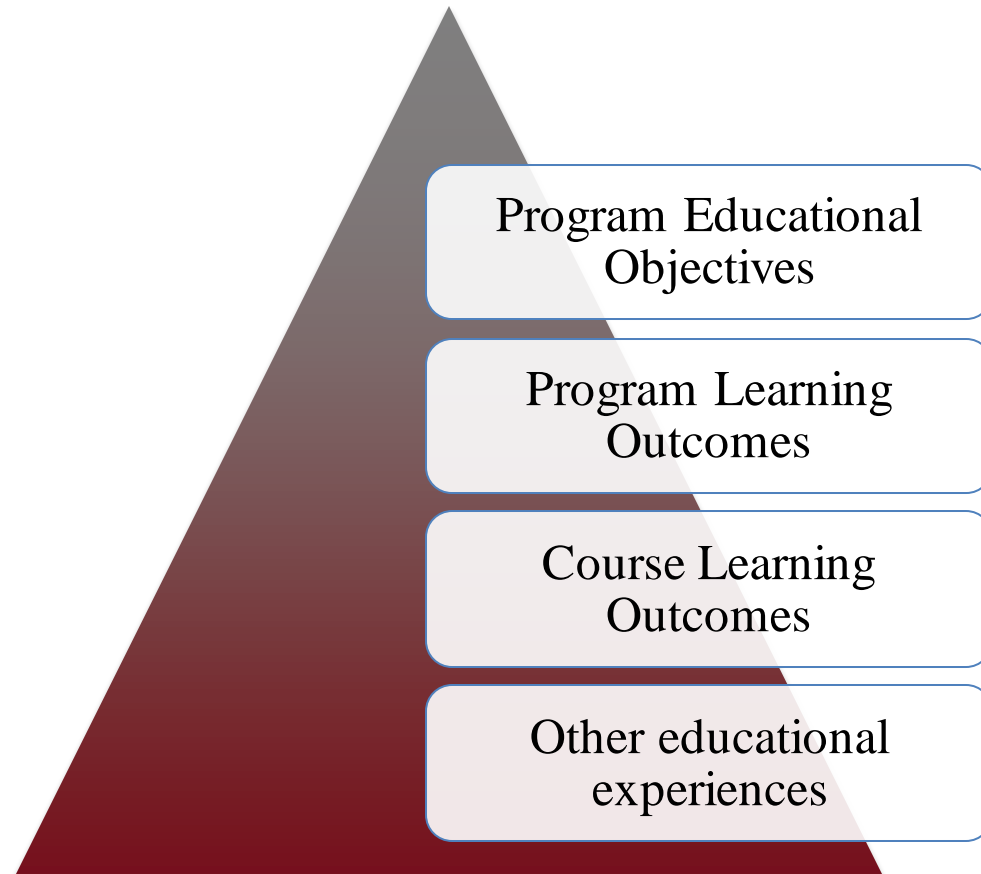 Program Educational
Objectives
Program Learning
Outcomes
Course Learning
Outcomes
Other educational
experiences